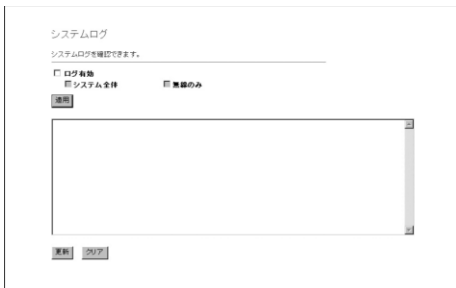 システムログ
システムログを確認できます。
ログ有効
システム全体 無線のみ
適用
更新 クリア